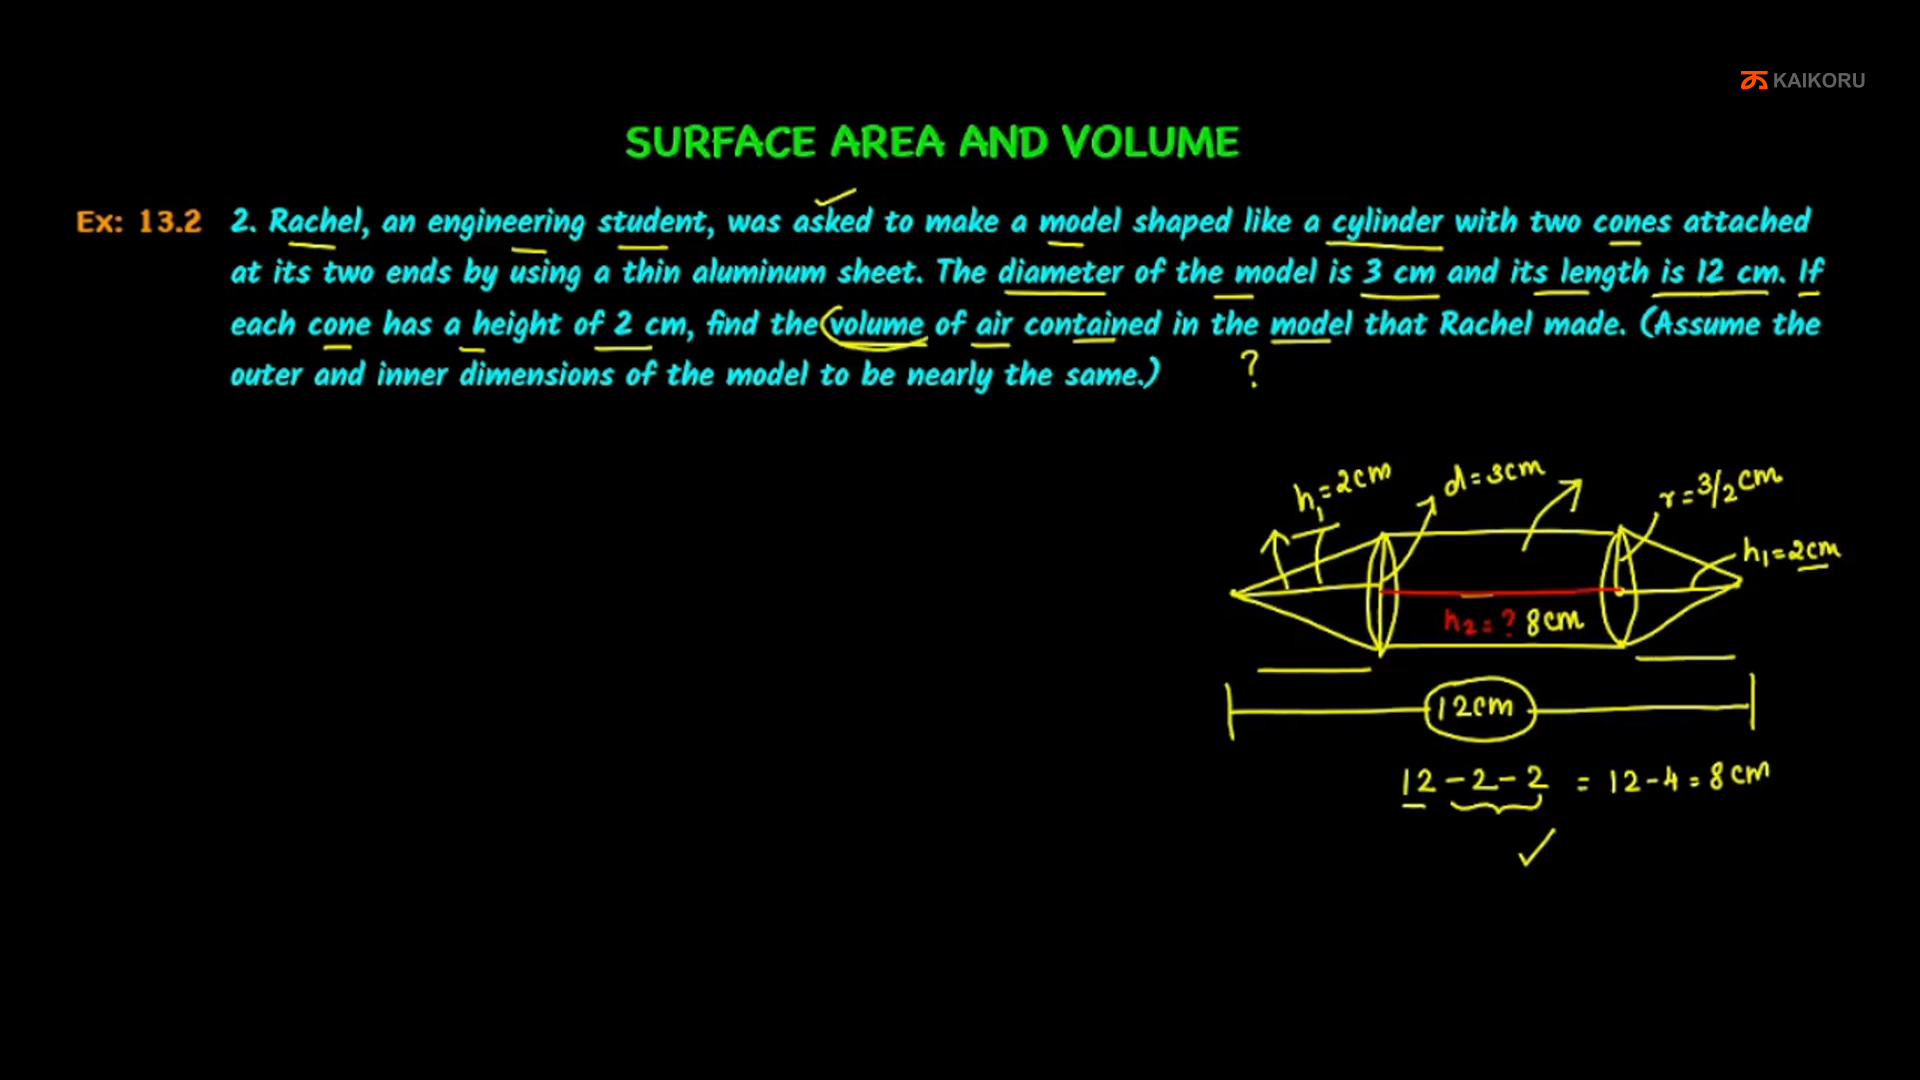 KAIKORU
SURFACE AREA AND VOLUME
Ex: 13.2 2. Rachel, an engineering student, was asked to make a model shaped like a cylinder with two cones attached
at its two ends by using a thin aluminum sheet. The diameter of the model is 3 cm and its length is 12 cm. If
each cone has a height of 2 cm, find the volume of air contained in the model that Rachel made. (Assume the
outer and inner dimensions of the model to be nearly the same.) ?
h₁=2cm d=3cm r=3/2cm
h₁=2cm
h₂=? 8cm
12cm
12-2-2 = 12-4=8cm